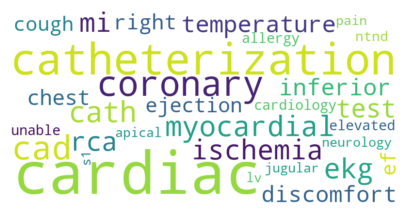 cough mi right temperature pain
allergy ntnd
catheterization
coronary inferior
chest cath ejection cardiology test
unable rca apical myocardial elevated
cad s1 ischemia neurology ef
cardiac lv jugular ekg
discomfort